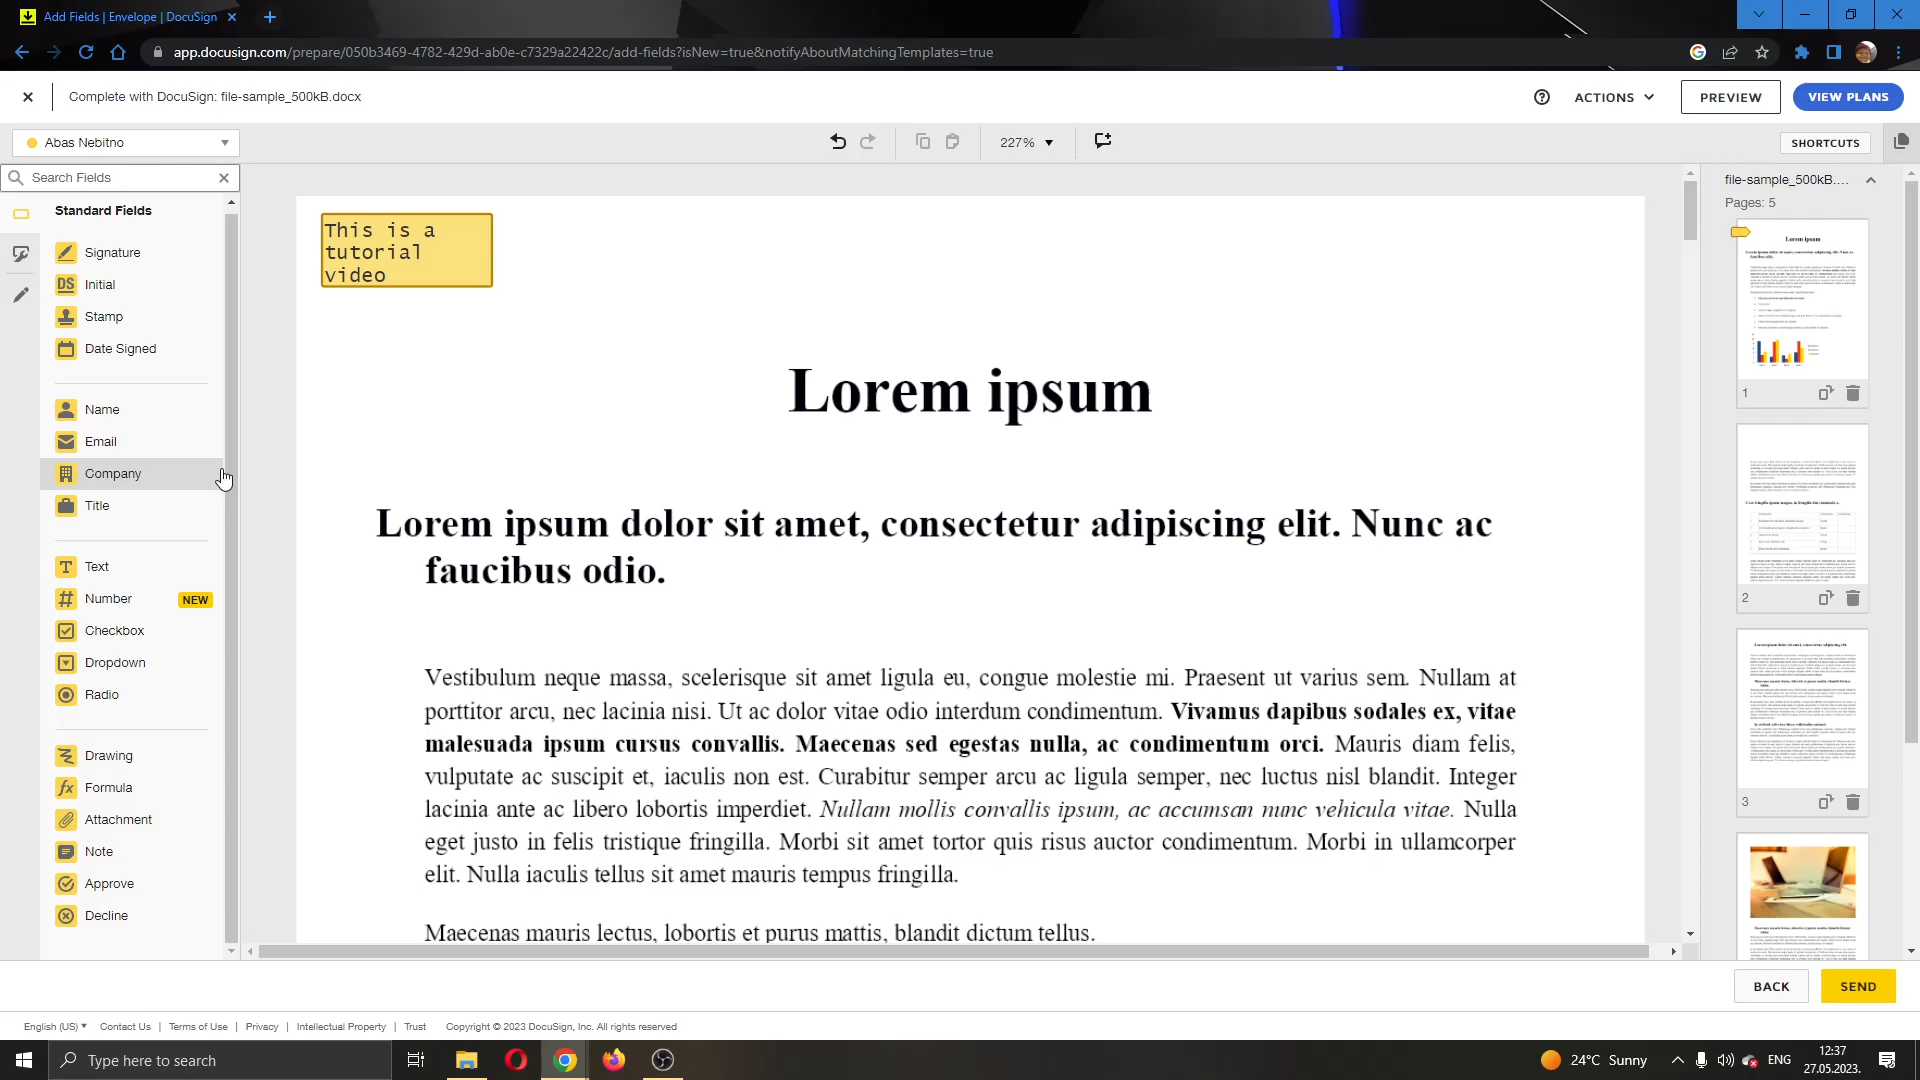 Add Fields | Envelope | DocuSign
app.docusign.com/prepare/050b3469-4782-429d-ab0e-c7329a22422c/add-fields?isNew=true&notifyAboutMatchingTemplates=true
Complete with DocuSign: file-sample_500kB.docx
ACTIONS
PREVIEW
VIEW PLANS
Abas Nebitno
227%
SHORTCUTS
Search Fields
Standard Fields
Signature
DS Initial
Stamp
Date Signed
Name
Email
Company
Title
Text
Number NEW
Checkbox
Dropdown
Radio
Drawing
Formula
Attachment
Note
Approve
Decline
This is a
tutorial
video
Lorem ipsum
Lorem ipsum dolor sit amet, consectetur adipiscing elit. Nunc ac
faucibus odio.
Vestibulum neque massa, scelerisque sit amet ligula eu, congue molestie mi. Praesent ut varius sem. Nullam at
porttitor arcu, nec lacinia nisi. Ut ac dolor vitae odio interdum condimentum. Vivamus dapibus sodales ex, vitae
malesuada ipsum cursus convallis. Maecenas sed egestas nulla, ac condimentum orci. Mauris diam felis,
vulputate ac suscipit et, iaculis non est. Curabitur semper arcu ac ligula semper, nec luctus nisl blandit. Integer
lacinia ante ac libero lobortis imperdiet. Nullam mollis convallis ipsum, ac accumsan nunc vehicula vitae. Nulla
eget justo in felis tristique fringilla. Morbi sit amet tortor quis risus auctor condimentum. Morbi in ullamcorper
elit. Nulla iaculis tellus sit amet mauris tempus fringilla.
Maecenas mauris lectus, lobortis et purus mattis, blandit dictum tellus.
file-sample_500kB....
Pages: 5
Lorem ipsum
1
2
3
BACK
SEND
English (US) Contact Us | Terms of Use | Privacy | Intellectual Property | Trust Copyright © 2023 DocuSign, Inc. All rights reserved
Type here to search
24°C Sunny
ENG
12:37
27.05.2023.